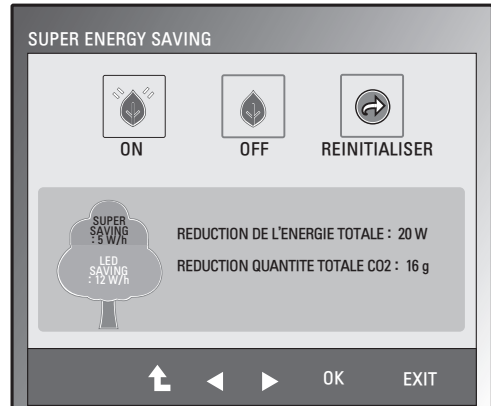 SUPER ENERGY SAVING
ON OFF REINITIALISER
SUPER
SAVING
: 5 W/h
LED
SAVING
: 12 W/h
REDUCTION DE L'ENERGIE TOTALE : 20 W
REDUCTION QUANTITE TOTALE CO2 : 16 g
OK EXIT